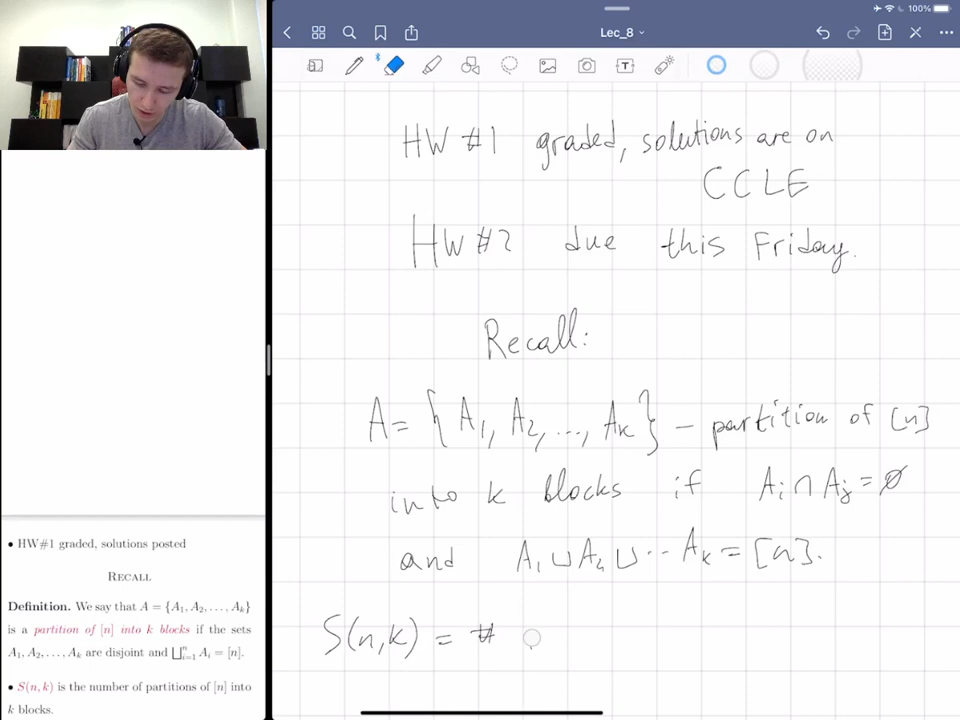 100%
Lec_8
HW #1 graded, solutions are on
CCLE
HW #2 due this Friday.
Recall:
A = {A₁, A₂, ..., Aₖ} – partition of [n]
into k blocks if Aᵢ ∩ Aⱼ = ∅
and A₁ ⊔ A₂ ⊔ ... Aₖ = [n].
S(n,k) = #
• HW#1 graded, solutions posted
RECALL
Definition. We say that A = {A₁, A₂, . . . , Aₖ}
is a partition of [n] into k blocks if the sets
A₁, A₂, . . . , Aₖ are disjoint and ⨆ⁿᵢ₌₁ Aᵢ = [n].
• S(n, k) is the number of partitions of [n] into
k blocks.